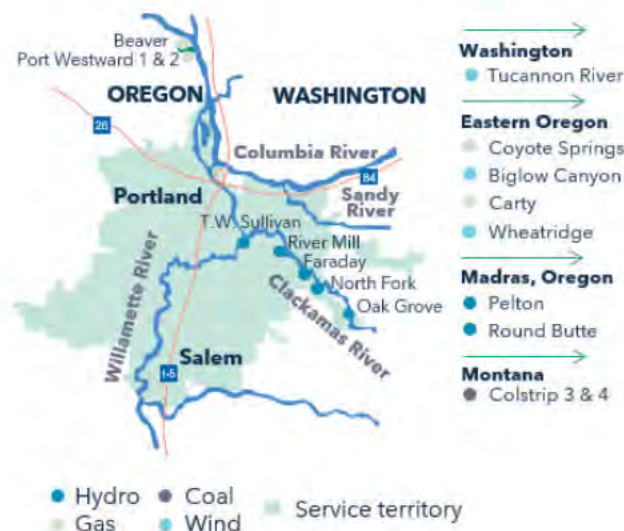 Beaver
Port Westward 1 & 2
OREGON
WASHINGTON
26
Columbia River
84
Portland
Sandy
River
T.W. Sullivan
River Mill
Faraday
North Fork
Oak Grove
Willamette River
Clackamas River
Salem
I-5
Washington
Tucannon River
Eastern Oregon
Coyote Springs
Biglow Canyon
Carty
Wheatridge
Madras, Oregon
Pelton
Round Butte
Montana
Colstrip 3 & 4
Hydro
Coal
Gas
Wind
Service territory